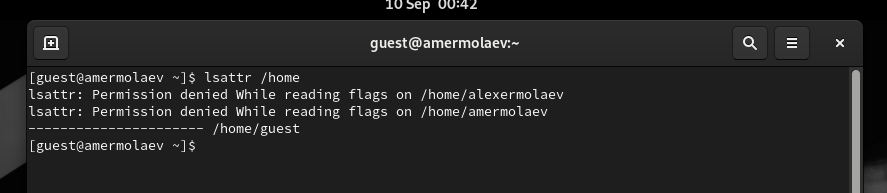 10 Sep 00:42
guest@amermolaev:~
[guest@amermolaev ~]$ lsattr /home
lsattr: Permission denied While reading flags on /home/alexermolaev
lsattr: Permission denied While reading flags on /home/amermolaev
---------------------- /home/guest
[guest@amermolaev ~]$